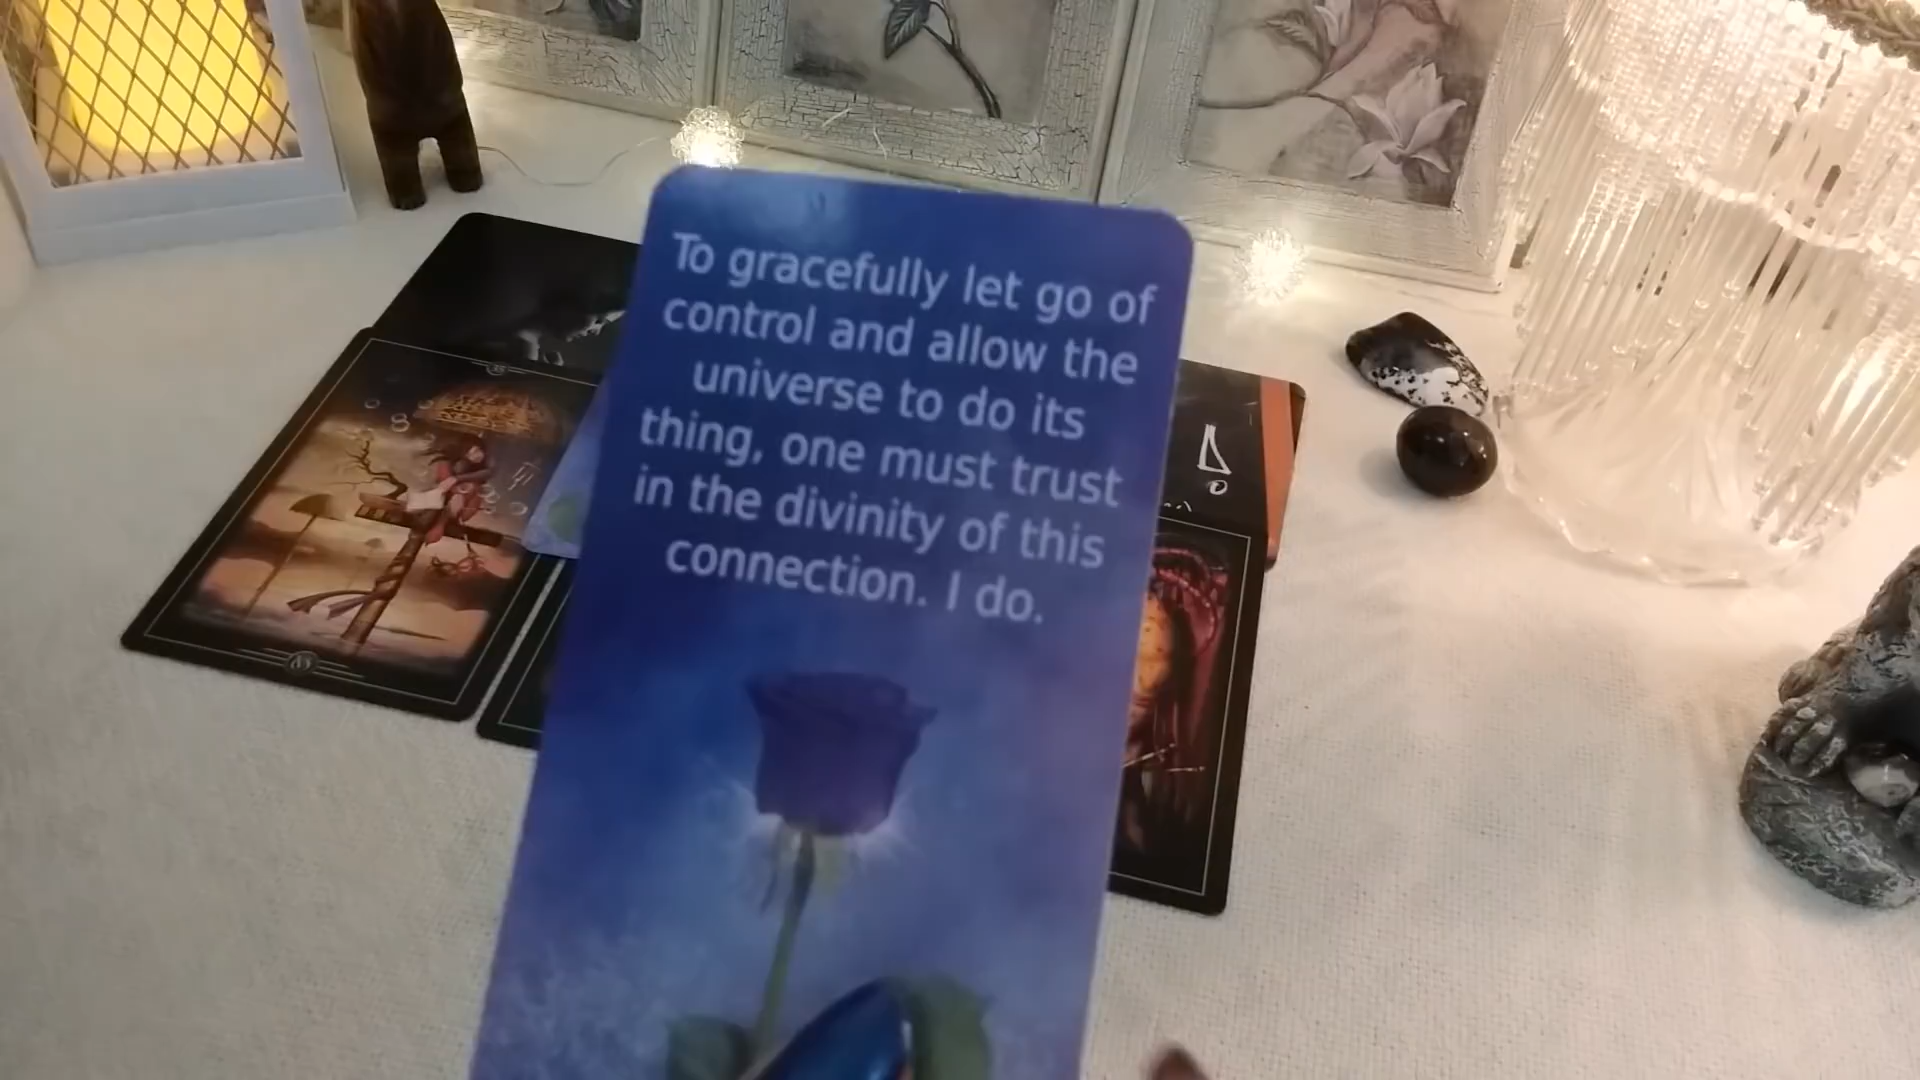 To gracefully let go of
control and allow the
universe to do its
thing, one must trust
in the divinity of this
connection. I do.